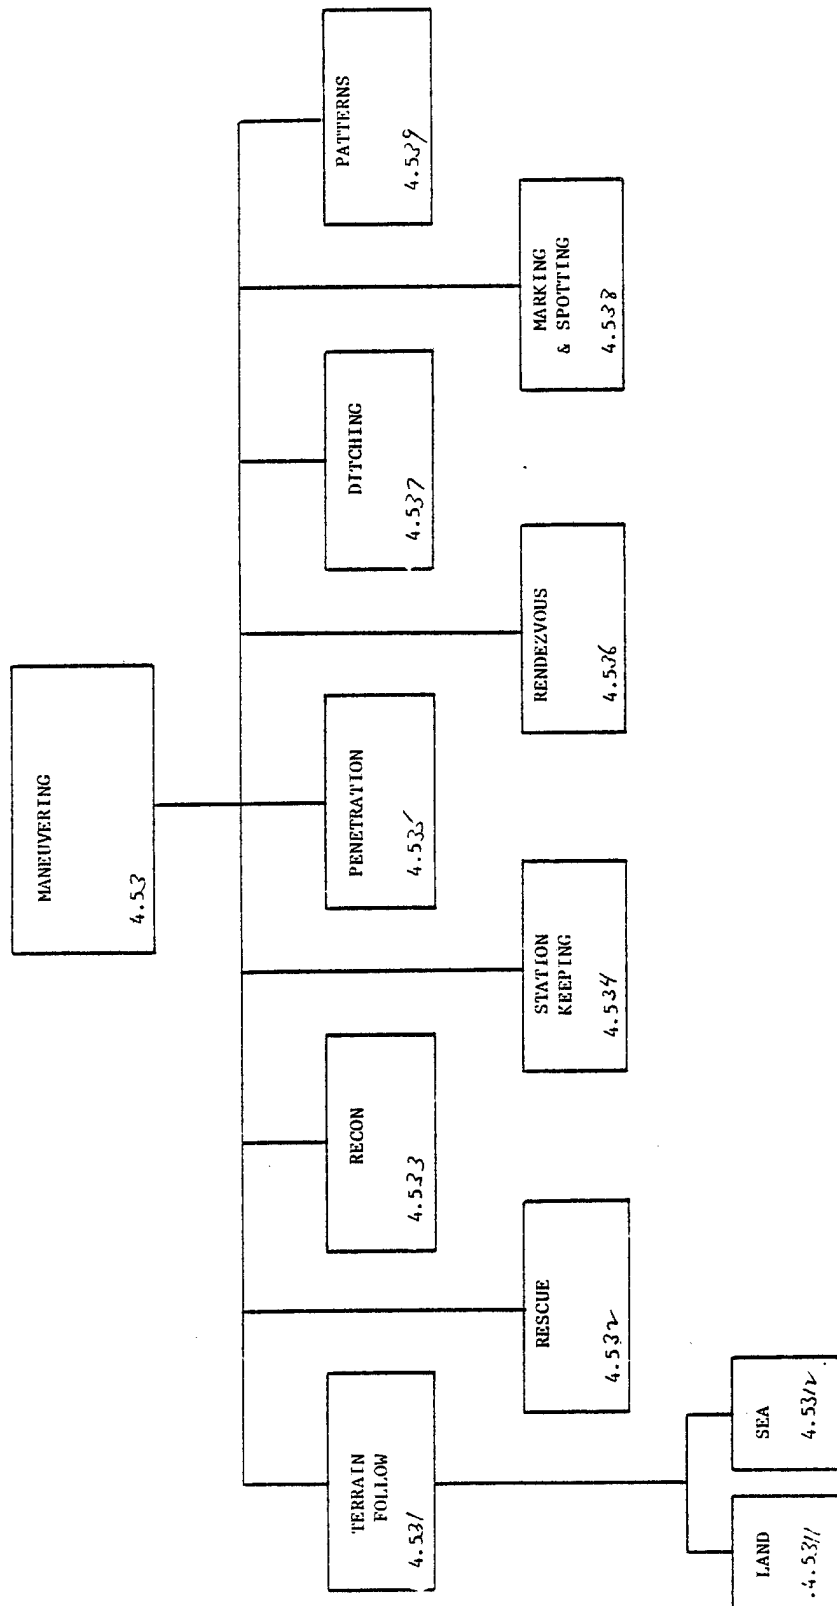 MANEUVERING
4.53
TERRAIN
FOLLOW
4.531
RESCUE
4.532
RECON
4.533
STATION
KEEPING
4.534
PENETRATION
4.535
RENDEZVOUS
4.536
DITCHING
4.537
MARKING
& SPOTTING
4.538
PATTERNS
4.539
LAND
.4.5311
SEA
4.5312